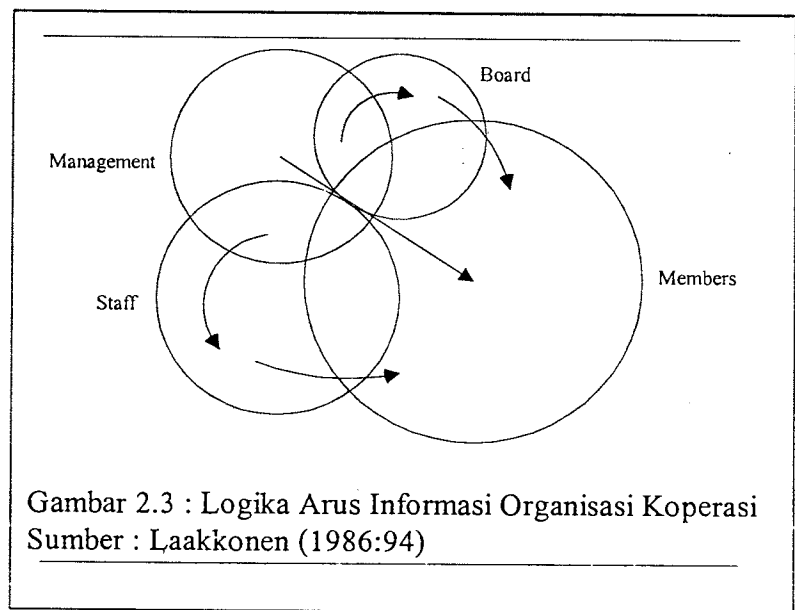 Board
Management
Staff
Members
Gambar 2.3 : Logika Arus Informasi Organisasi Koperasi
Sumber : Laakkonen (1986:94)